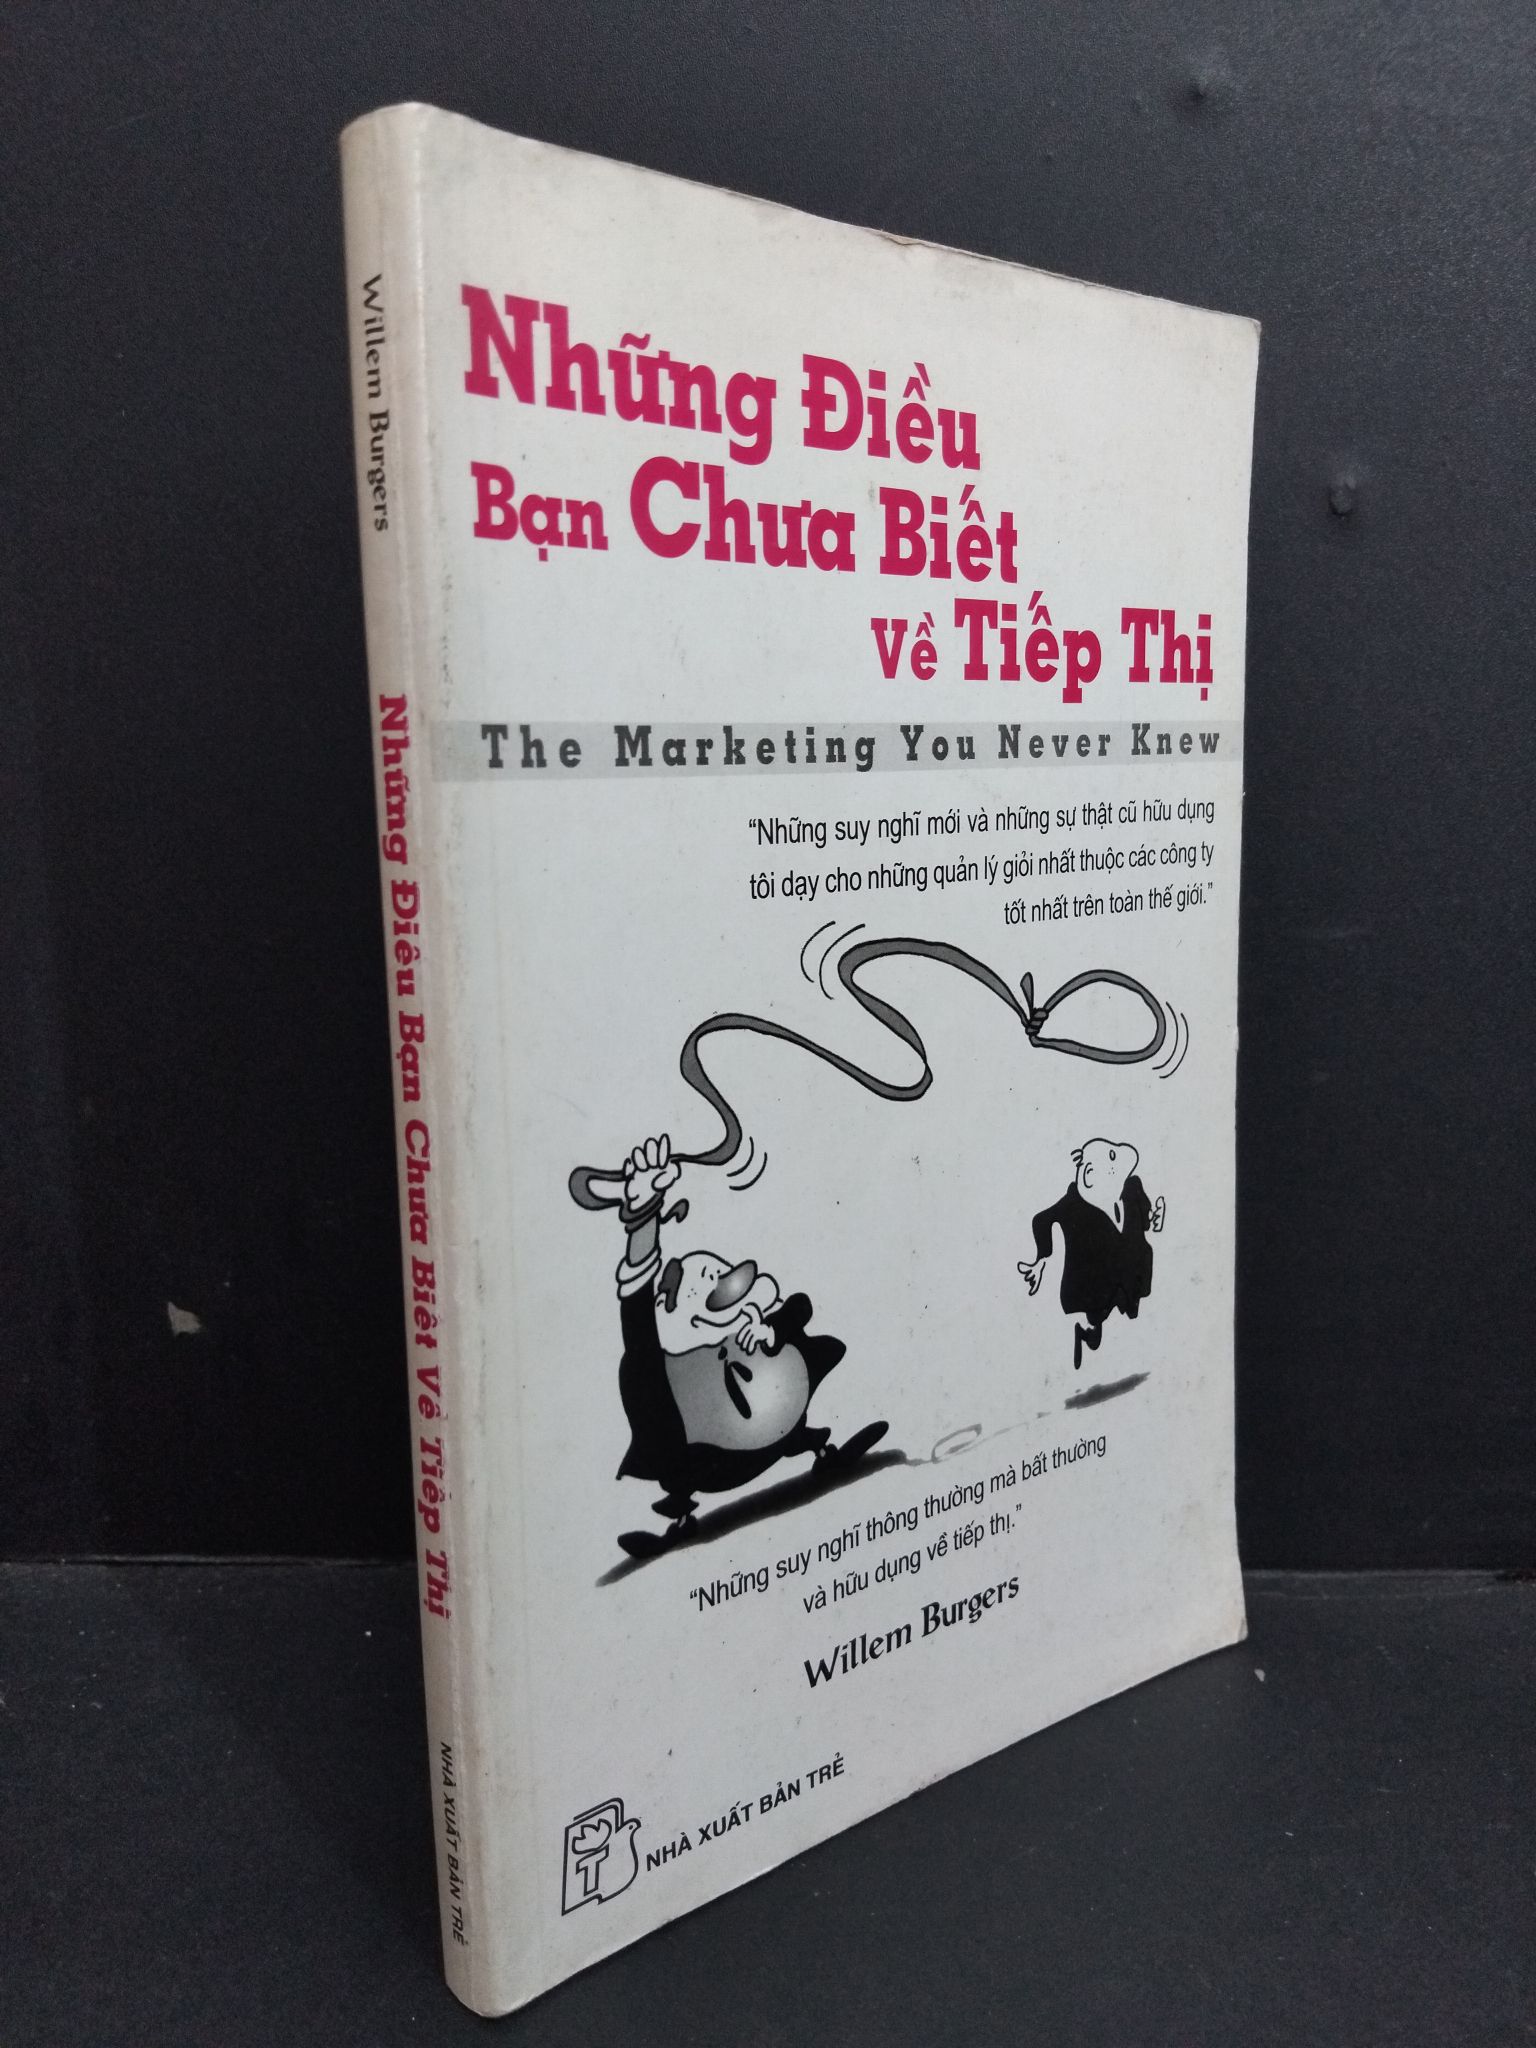 Willem Burgers
Những Điều Bạn Chưa Biết Về Tiếp Thị
NHÀ XUẤT BẢN TRẺ
Những Điều
Bạn Chưa Biết
Về Tiếp Thị
The Marketing You Never Knew
“Những suy nghĩ mới và những sự thật cũ hữu dụng
tôi dạy cho những quản lý giỏi nhất thuộc các công ty
tốt nhất trên toàn thế giới.”
“Những suy nghĩ thông thường mà bất thường
và hữu dụng về tiếp thị.”
Willem Burgers
NHÀ XUẤT BẢN TRẺ